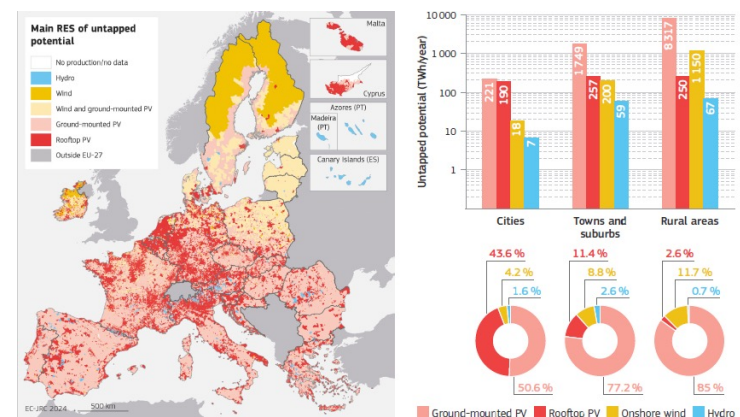 Main RES of untapped
potential
No production/no data
Hydro
Wind
Wind and ground-mounted PV
Ground-mounted PV
Rooftop PV
Outside EU-27
Malta
Cyprus
Azores (PT)
Madeira
(PT)
Canary Islands (ES)
EC-JRC 2024
500 km
Untapped potential (TWh/year)
10 000
1 000
100
10
1
221
190
18
7
1 749
257
200
59
8 317
250
1 150
67
Cities
Towns and
suburbs
Rural areas
43.6 %
4.2 %
1.6 %
50.6 %
11.4 %
8.8 %
2.6 %
77.2 %
2.6 %
11.7 %
0.7 %
85 %
Ground-mounted PV
Rooftop PV
Onshore wind
Hydro